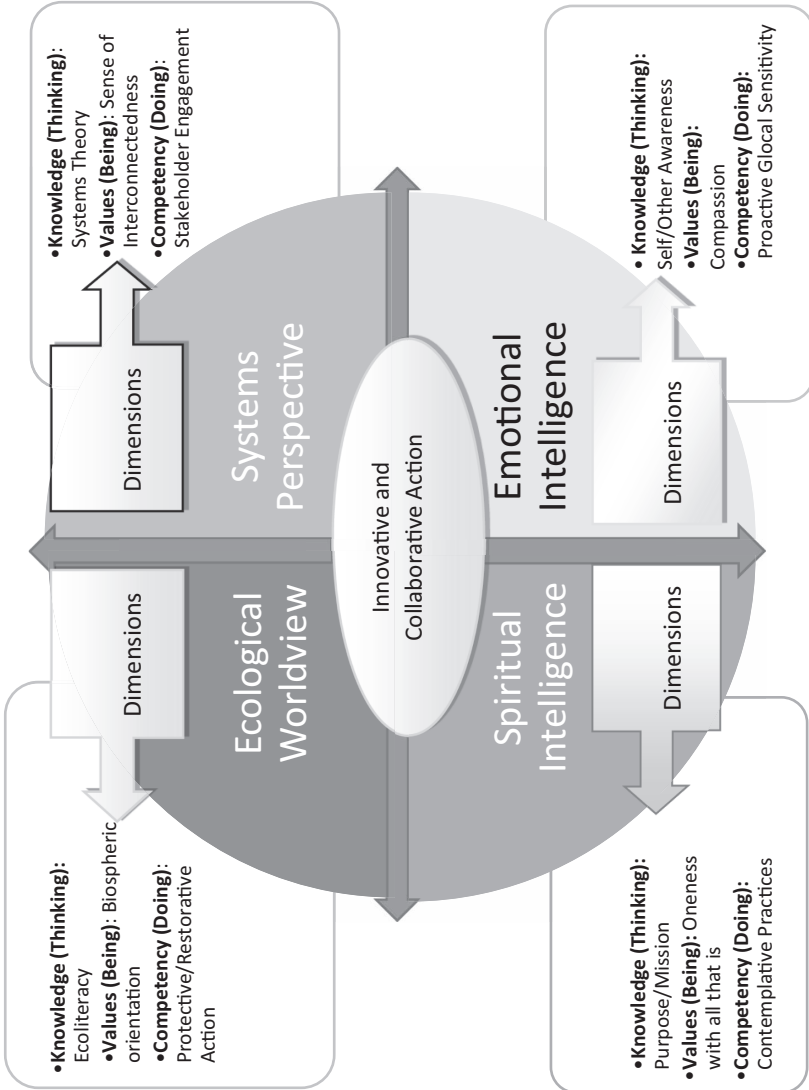 •Knowledge (Thinking):
Ecoliteracy
•Values (Being): Biospheric
orientation
•Competency (Doing):
Protective/Restorative
Action
Dimensions
Ecological
Worldview
•Knowledge (Thinking):
Systems Theory
•Values (Being): Sense of
Interconnectedness
•Competency (Doing):
Stakeholder Engagement
Dimensions
Systems
Perspective
Innovative and
Collaborative Action
Spiritual
Intelligence
Dimensions
•Knowledge (Thinking):
Purpose/Mission
•Values (Being): Oneness
with all that is
•Competency (Doing):
Contemplative Practices
Emotional
Intelligence
Dimensions
• Knowledge (Thinking):
Self/Other Awareness
•Values (Being):
Compassion
•Competency (Doing):
Proactive Glocal Sensitivity